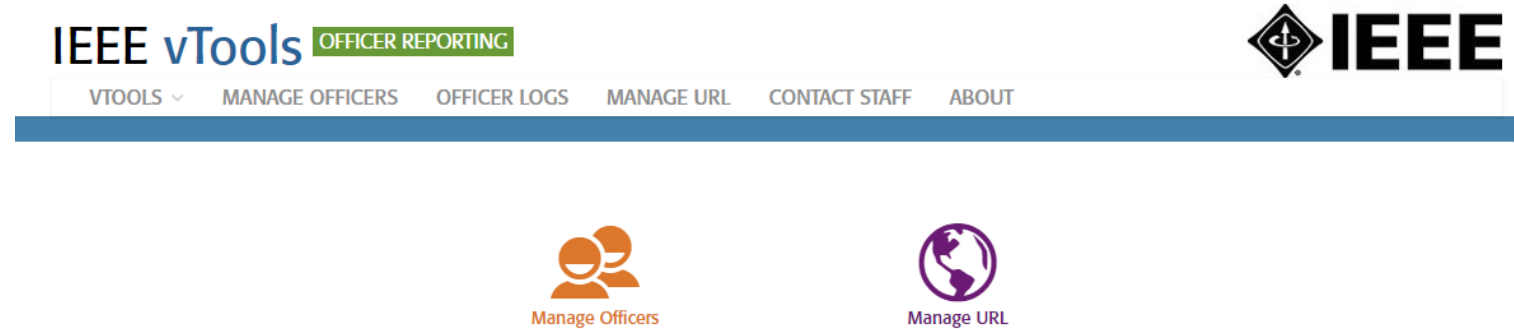 IEEE vTools OFFICER REPORTING
IEEE
VTOOLS MANAGE OFFICERS OFFICER LOGS MANAGE URL CONTACT STAFF ABOUT
Manage Officers Manage URL